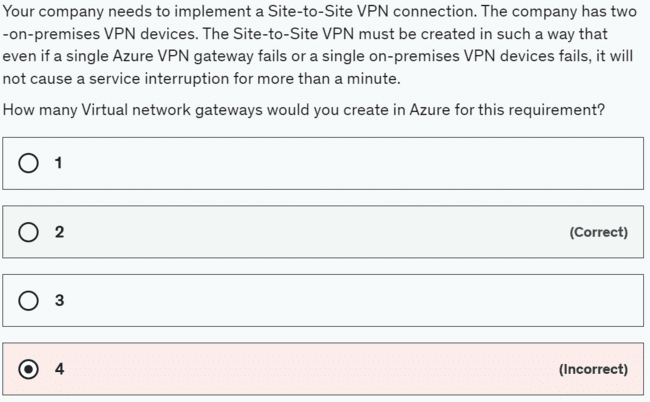 Your company needs to implement a Site-to-Site VPN connection. The company has two
-on-premises VPN devices. The Site-to-Site VPN must be created in such a way that
even if a single Azure VPN gateway fails or a single on-premises VPN devices fails, it will
not cause a service interruption for more than a minute.
How many Virtual network gateways would you create in Azure for this requirement?
1
2 (Correct)
3
4 (Incorrect)